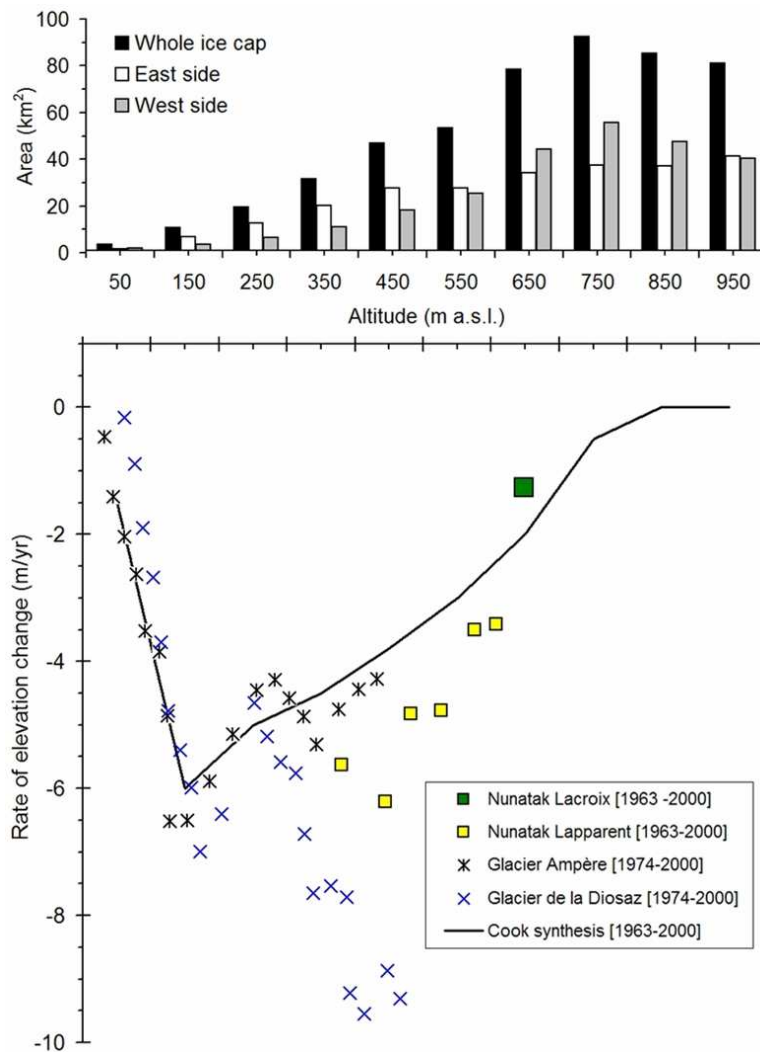 Whole ice cap
East side
West side
Area (km²)
100
80
60
40
20
0
50 150 250 350 450 550 650 750 850 950
Altitude (m a.s.l.)
Rate of elevation change (m/yr)
0
-2
-4
-6
-8
-10
Nunatak Lacroix [1963 -2000]
Nunatak Lapparent [1963-2000]
Glacier Ampère [1974-2000]
Glacier de la Diosaz [1974-2000]
Cook synthesis [1963-2000]